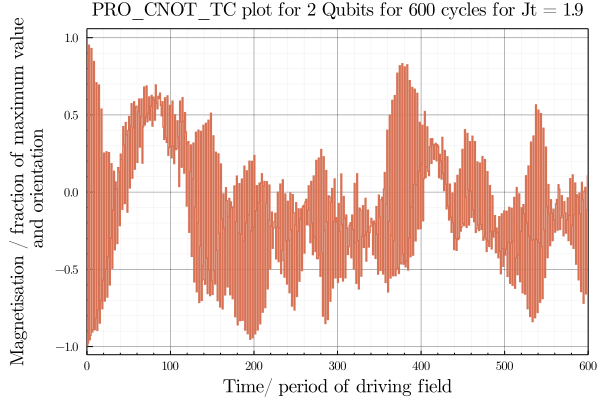 PRO_CNOT_TC plot for 2 Qubits for 600 cycles for Jt = 1.9
Magnetisation / fraction of maximum value
and orientation
1.0
0.5
0.0
−0.5
−1.0
0 100 200 300 400 500 600
Time/ period of driving field